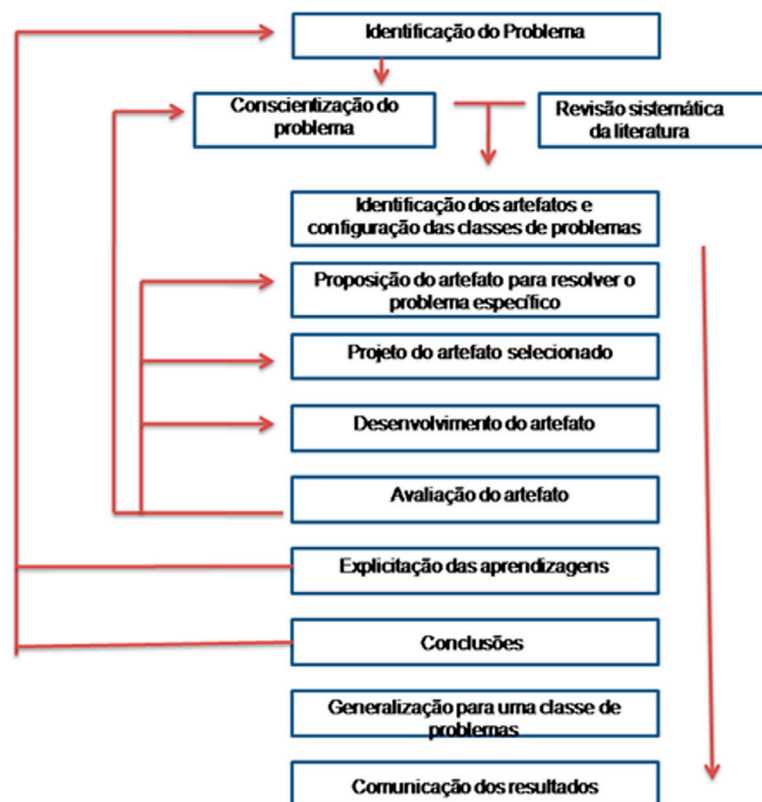 Identificação do Problema
Conscientização do
problema
Revisão sistemática
da literatura
Identificação dos artefatos e
configuração das classes de problemas
Proposição do artefato para resolver o
problema específico
Projeto do artefato selecionado
Desenvolvimento do artefato
Avaliação do artefato
Explicitação das aprendizagens
Conclusões
Generalização para uma classe de
problemas
Comunicação dos resultados